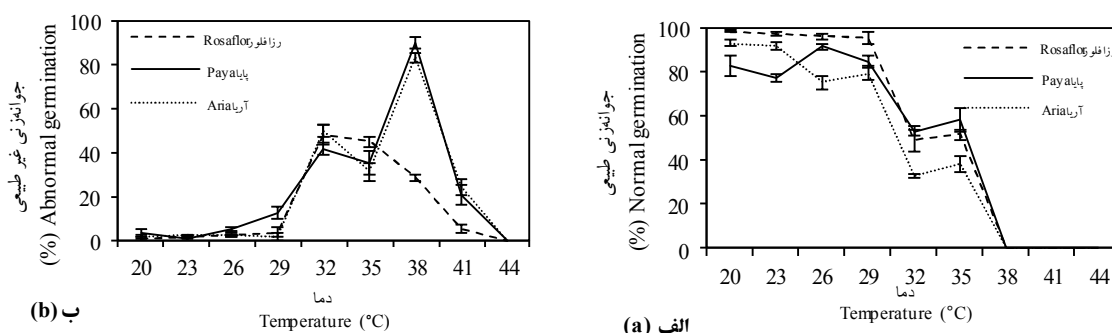 100
80
60
40
20
0
جوانه‌زنی غیر طبیعی
(%) Abnormal germination
Rosaflor رزافلور
Paya پایا
Aria آریا
20 23 26 29 32 35 38 41 44
دما
Temperature (°C)
ب (b)
100
80
60
40
20
0
جوانه‌زنی طبیعی
(%) Normal germination
Rosaflor رزافلور
Paya پایا
Aria آریا
20 23 26 29 32 35 38 41 44
دما
Temperature (°C)
الف (a)